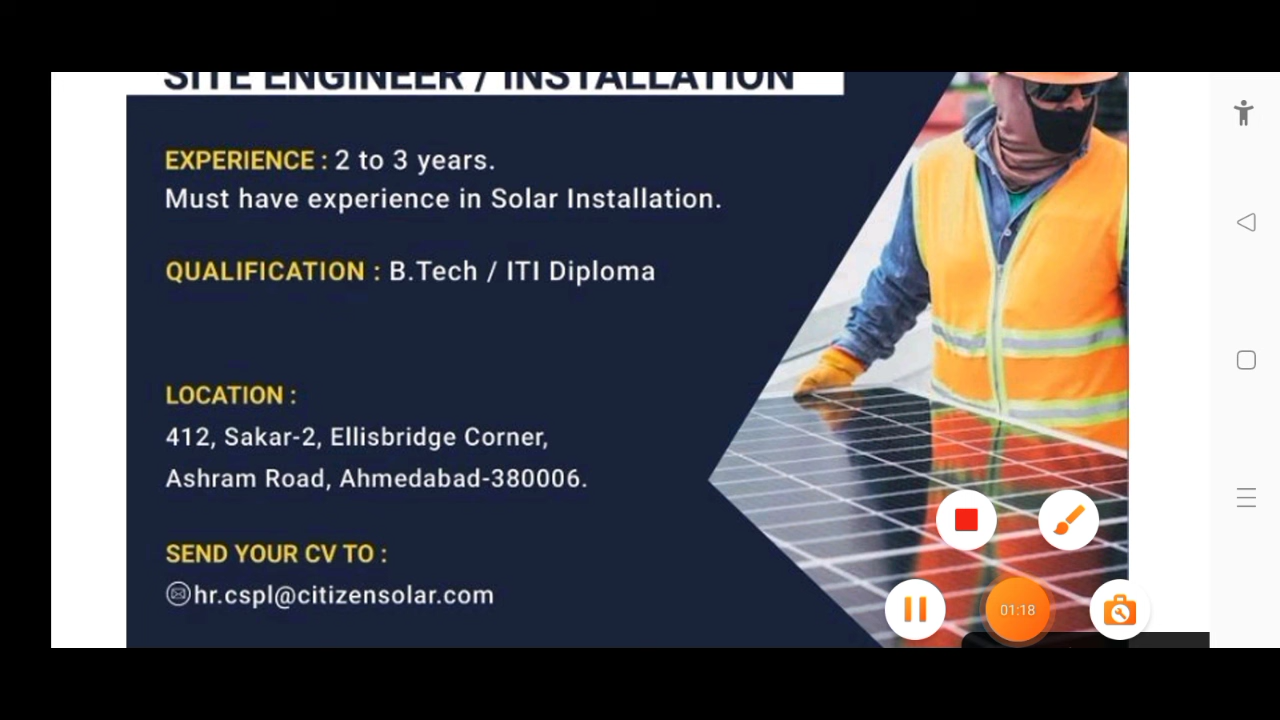 SITE ENGINEER / INSTALLATION
EXPERIENCE : 2 to 3 years.
Must have experience in Solar Installation.
QUALIFICATION : B.Tech / ITI Diploma
LOCATION :
412, Sakar-2, Ellisbridge Corner,
Ashram Road, Ahmedabad-380006.
SEND YOUR CV TO :
hr.cspl@citizensolar.com
01:18